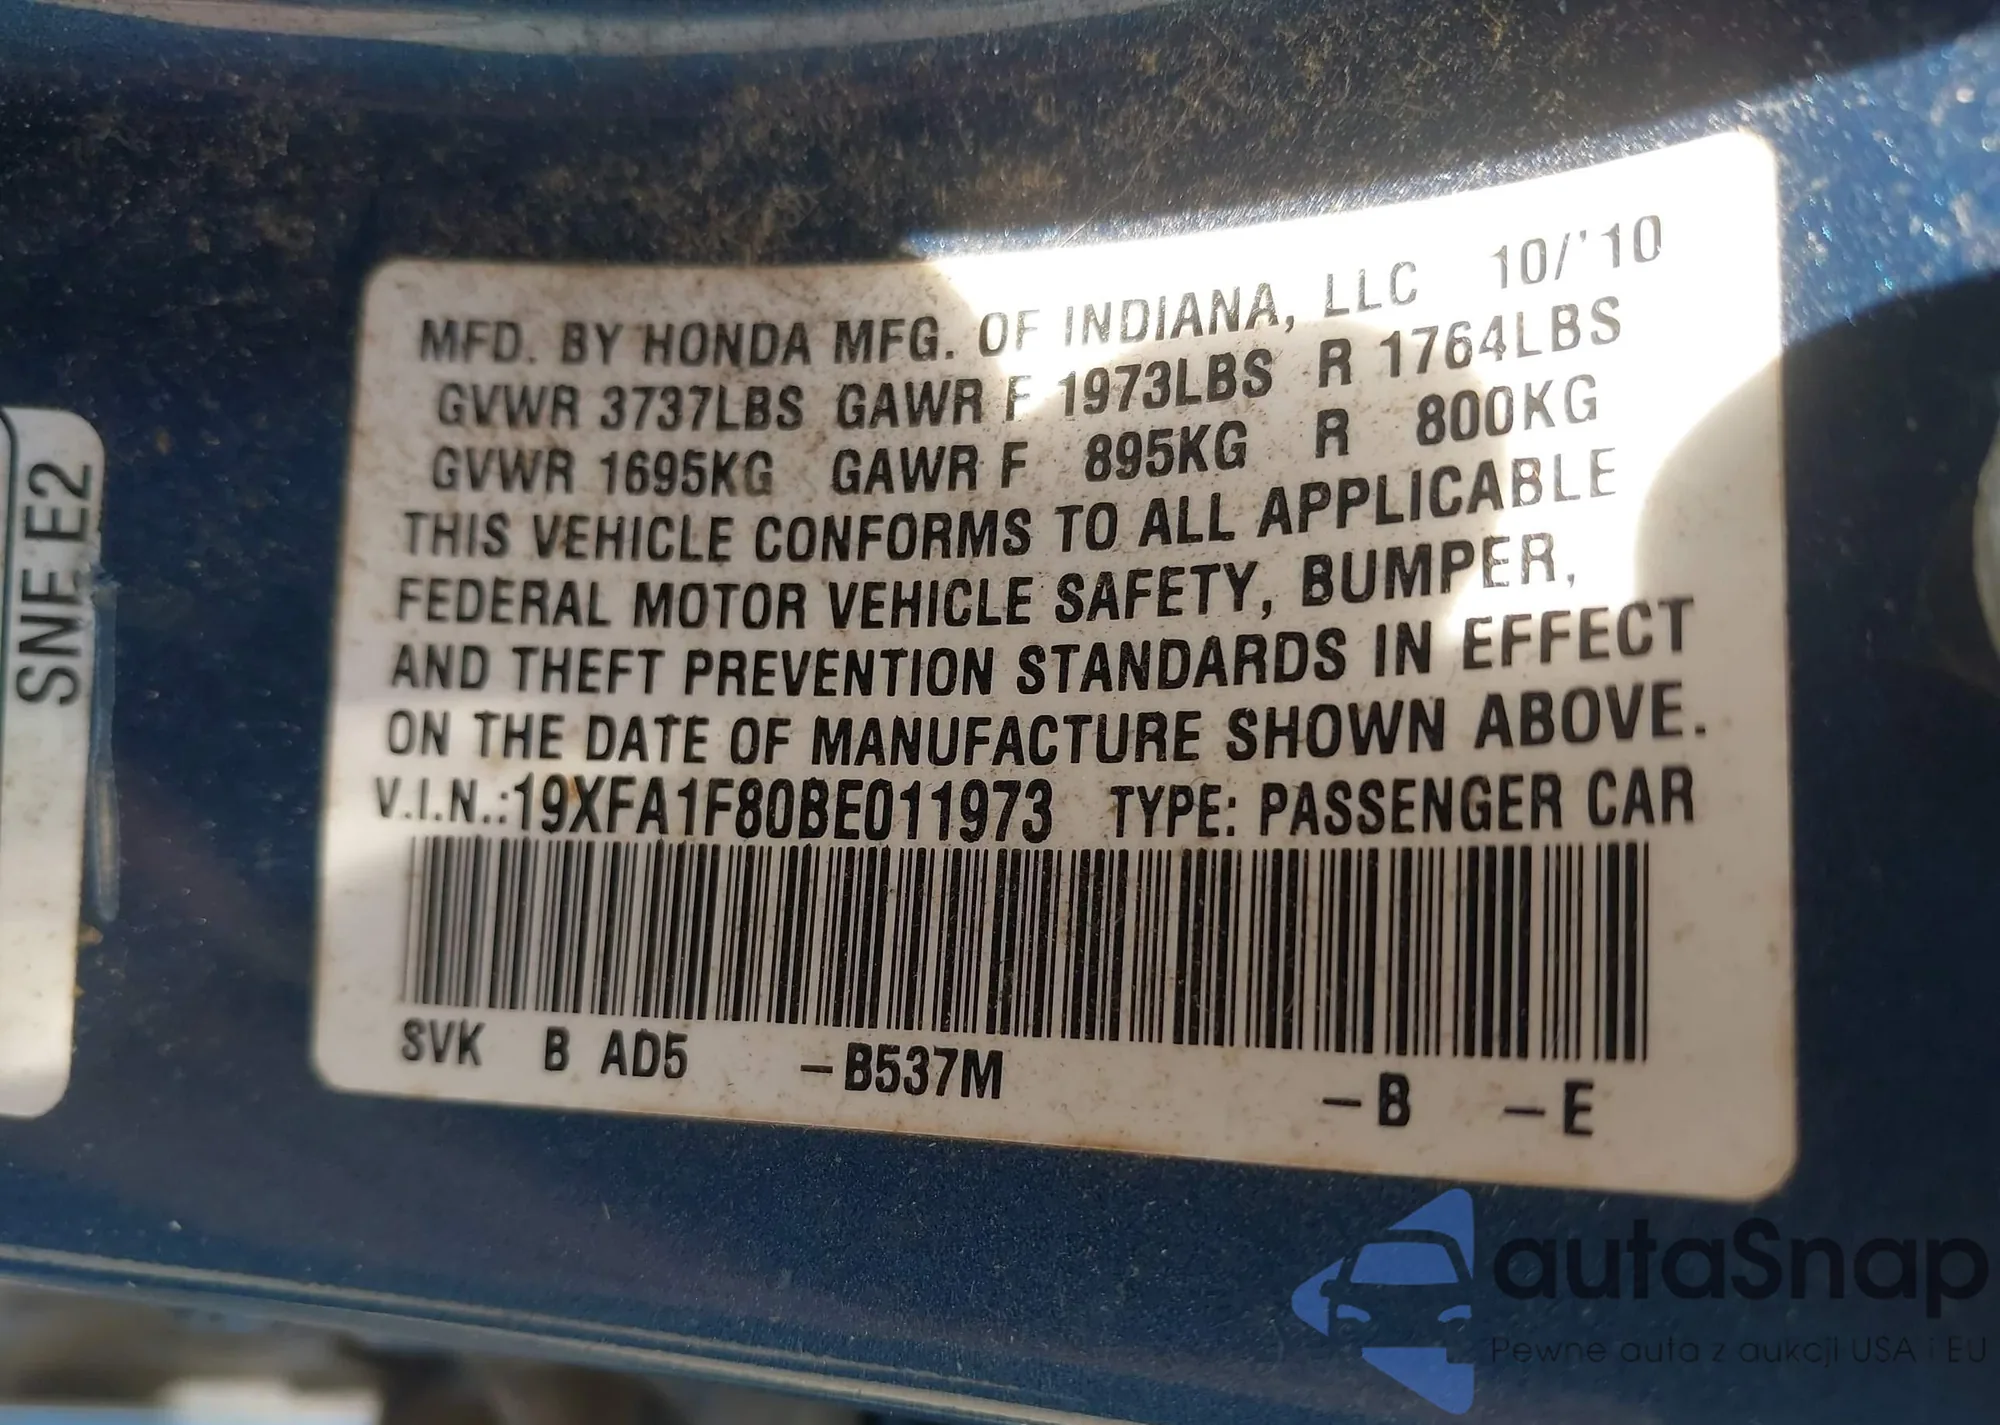 MFD. BY HONDA MFG. OF INDIANA, LLC 10/'10
GVWR 3737LBS GAWR F 1973LBS R 1764LBS
GVWR 1695KG GAWR F 895KG R 800KG
THIS VEHICLE CONFORMS TO ALL APPLICABLE
FEDERAL MOTOR VEHICLE SAFETY, BUMPER,
AND THEFT PREVENTION STANDARDS IN EFFECT
ON THE DATE OF MANUFACTURE SHOWN ABOVE.
V.I.N.:19XFA1F80BE011973 TYPE: PASSENGER CAR
SVK B AD5 –B537M –B –E
SNF E2
autaSnap
Pewne auta z aukcji USA i EU